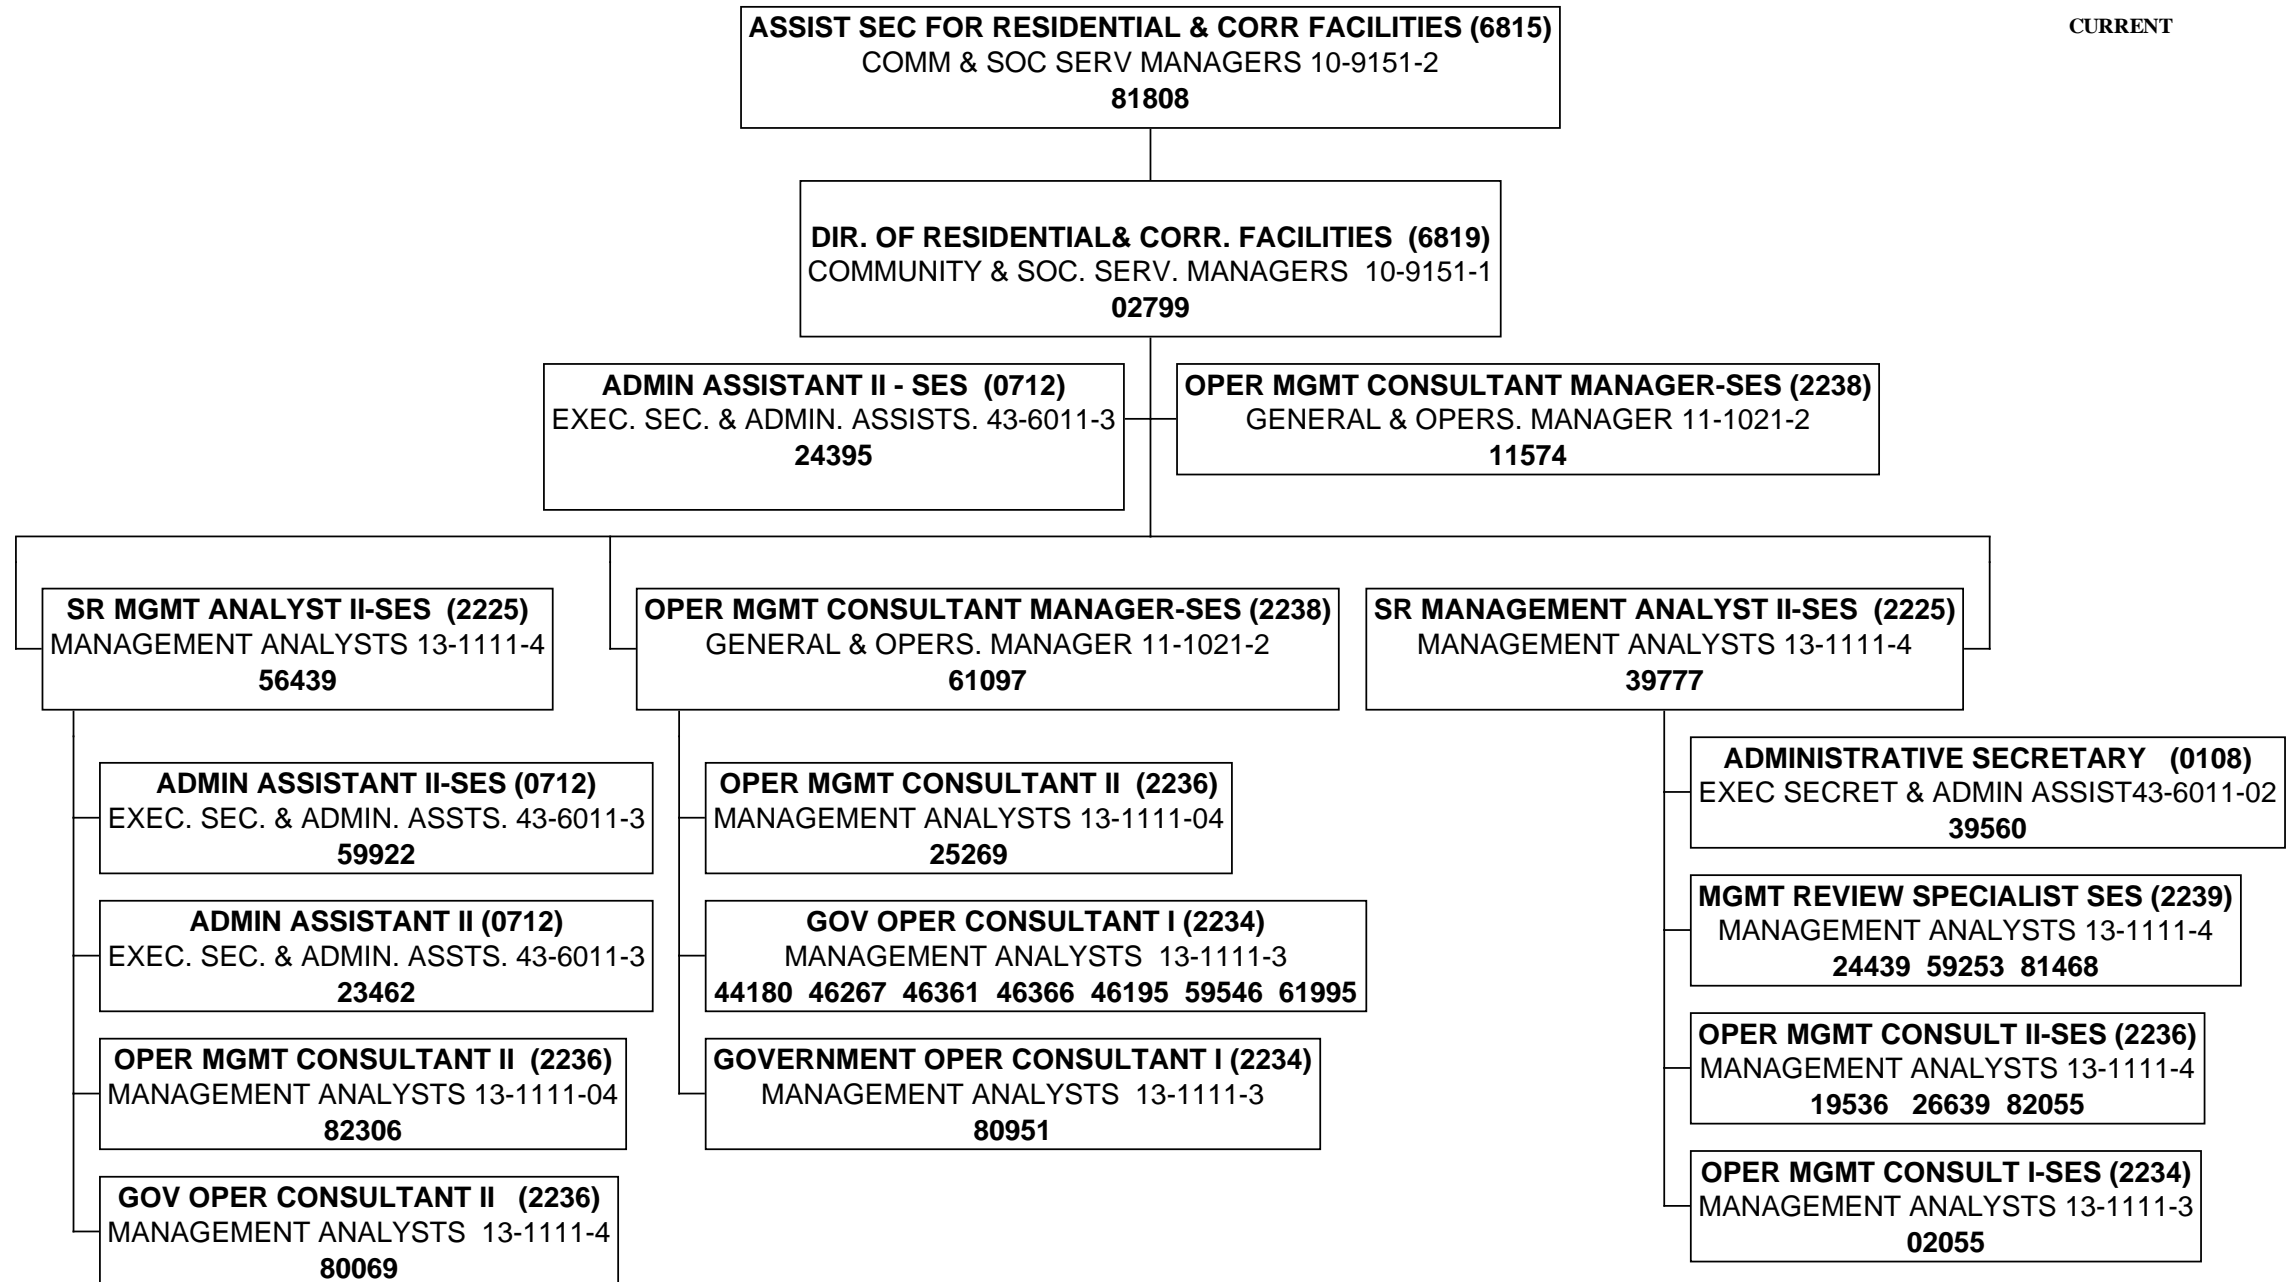 CURRENT
ASSIST SEC FOR RESIDENTIAL & CORR FACILITIES (6815)
COMM & SOC SERV MANAGERS 10-9151-2
81808
DIR. OF RESIDENTIAL& CORR. FACILITIES (6819)
COMMUNITY & SOC. SERV. MANAGERS 10-9151-1
02799
ADMIN ASSISTANT II - SES (0712)
EXEC. SEC. & ADMIN. ASSISTS. 43-6011-3
24395
OPER MGMT CONSULTANT MANAGER-SES (2238)
GENERAL & OPERS. MANAGER 11-1021-2
11574
SR MGMT ANALYST II-SES (2225)
MANAGEMENT ANALYSTS 13-1111-4
56439
ADMIN ASSISTANT II-SES (0712)
EXEC. SEC. & ADMIN. ASSTS. 43-6011-3
59922
ADMIN ASSISTANT II (0712)
EXEC. SEC. & ADMIN. ASSTS. 43-6011-3
23462
OPER MGMT CONSULTANT II (2236)
MANAGEMENT ANALYSTS 13-1111-04
82306
GOV OPER CONSULTANT II (2236)
MANAGEMENT ANALYSTS 13-1111-4
80069
OPER MGMT CONSULTANT MANAGER-SES (2238)
GENERAL & OPERS. MANAGER 11-1021-2
61097
OPER MGMT CONSULTANT II (2236)
MANAGEMENT ANALYSTS 13-1111-04
25269
GOV OPER CONSULTANT I (2234)
MANAGEMENT ANALYSTS 13-1111-3
44180 46267 46361 46366 46195 59546 61995
GOVERNMENT OPER CONSULTANT I (2234)
MANAGEMENT ANALYSTS 13-1111-3
80951
SR MANAGEMENT ANALYST II-SES (2225)
MANAGEMENT ANALYSTS 13-1111-4
39777
ADMINISTRATIVE SECRETARY (0108)
EXEC SECRET & ADMIN ASSIST43-6011-02
39560
MGMT REVIEW SPECIALIST SES (2239)
MANAGEMENT ANALYSTS 13-1111-4
24439 59253 81468
OPER MGMT CONSULT II-SES (2236)
MANAGEMENT ANALYSTS 13-1111-4
19536 26639 82055
OPER MGMT CONSULT I-SES (2234)
MANAGEMENT ANALYSTS 13-1111-3
02055